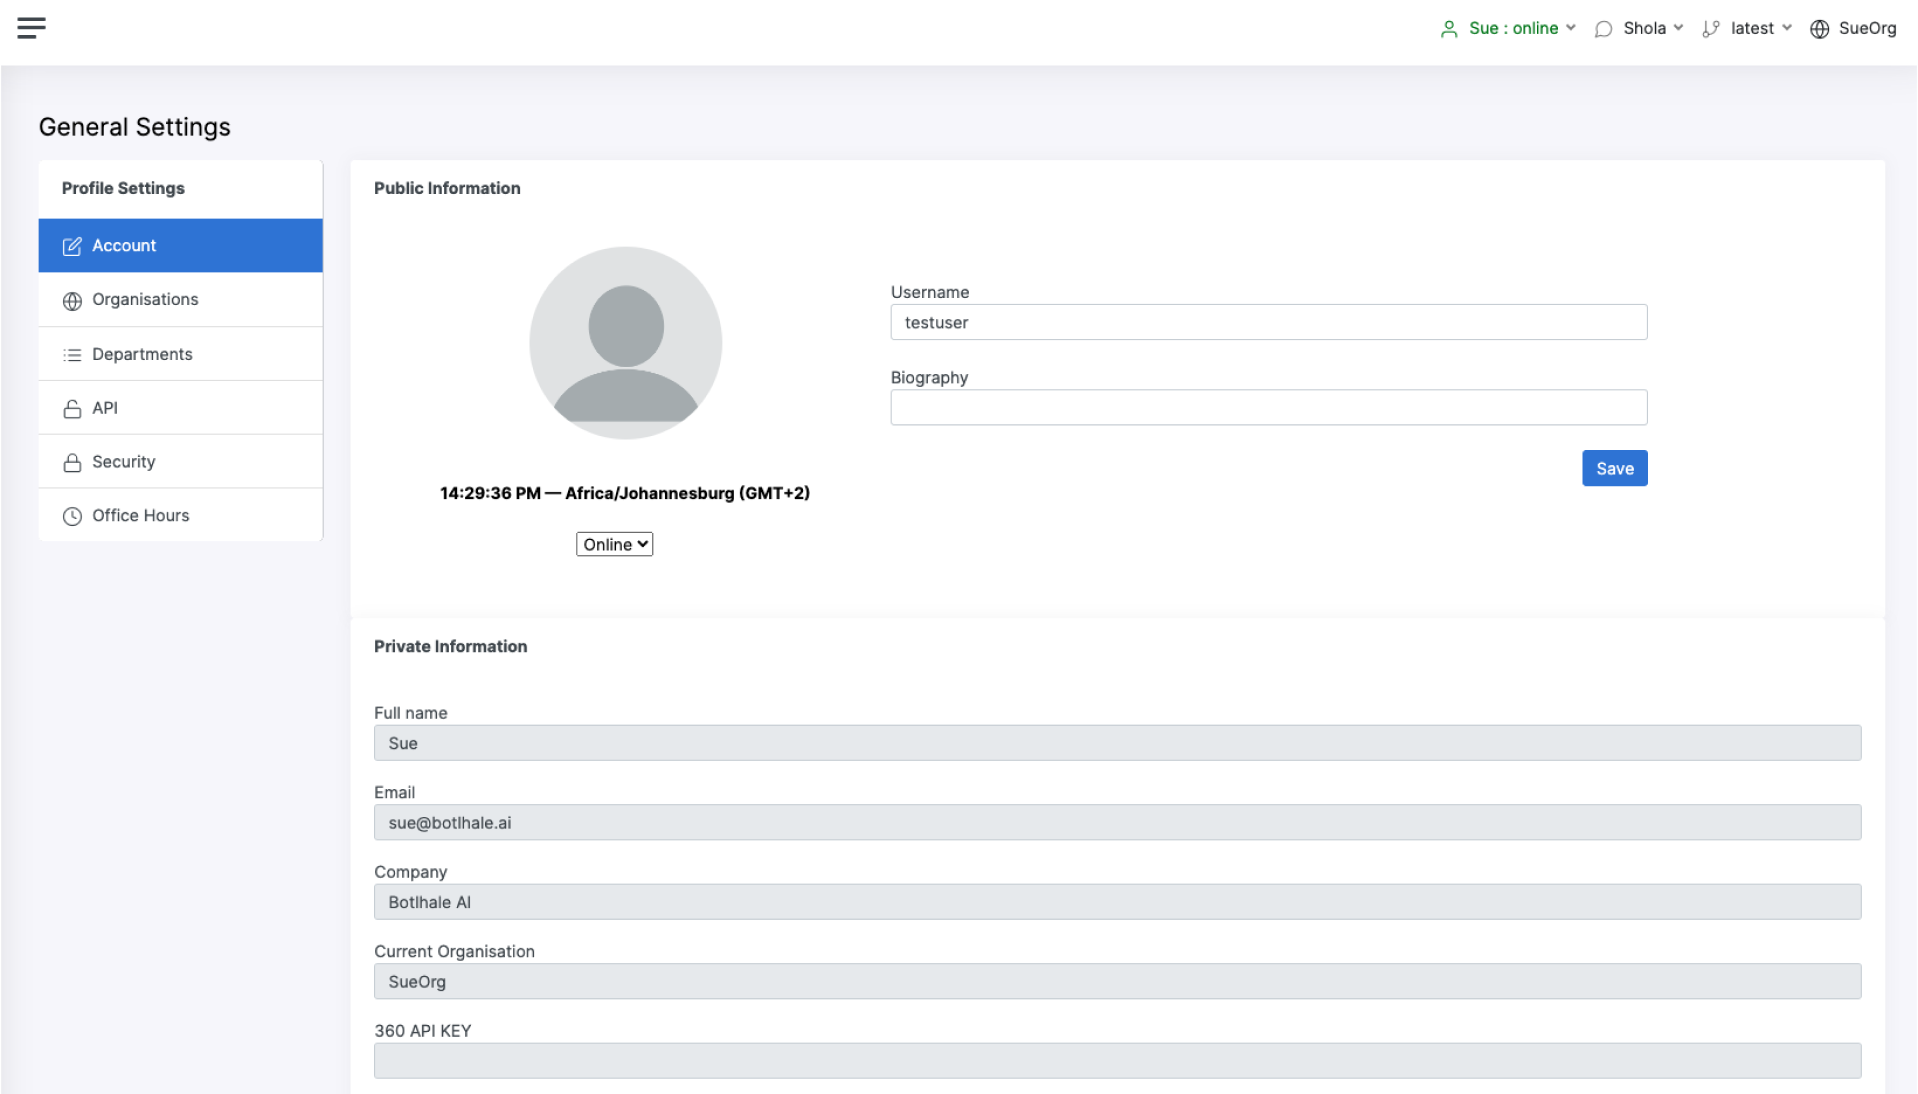 Sue : online
Shola
latest
SueOrg
General Settings
Profile Settings
Account
Organisations
Departments
API
Security
Office Hours
Public Information
14:29:36 PM — Africa/Johannesburg (GMT+2)
Online
Username
testuser
Biography
Save
Private Information
Full name
Sue
Email
sue@botlhale.ai
Company
Botlhale AI
Current Organisation
SueOrg
360 API KEY